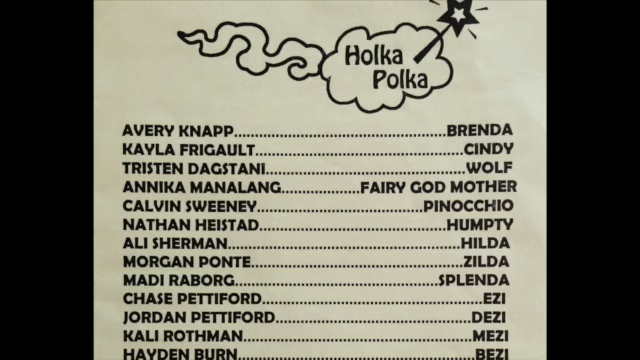 Holka
Polka
AVERY KNAPP..........................................BRENDA
KAYLA FRIGAULT..........................................CINDY
TRISTEN DAGSTANI........................................WOLF
ANNIKA MANALANG................FAIRY GOD MOTHER
CALVIN SWEENEY.................................PINOCCHIO
NATHAN HEISTAD.....................................HUMPTY
ALI SHERMAN..............................................HILDA
MORGAN PONTE...........................................ZILDA
MADI RABORG........................................SPLENDA
CHASE PETTIFORD............................................EZI
JORDAN PETTIFORD.......................................DEZI
KALI ROTHMAN.............................................MEZI
HAYDEN BURN..............................................BEZI